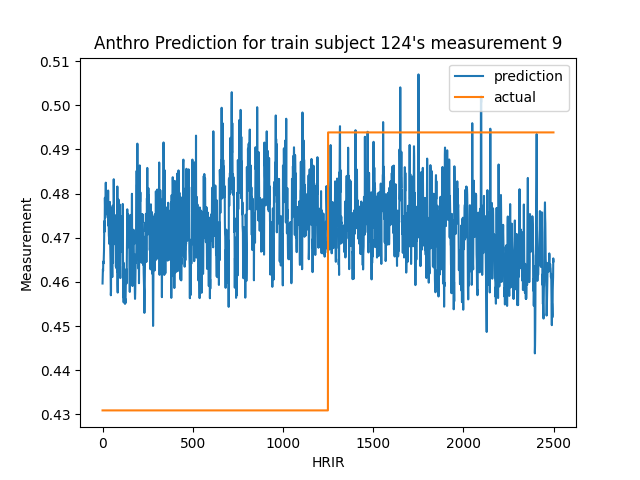 Anthro Prediction for train subject 124's measurement 9
prediction
actual
Measurement
0.51
0.50
0.49
0.48
0.47
0.46
0.45
0.44
0.43
0 500 1000 1500 2000 2500
HRIR